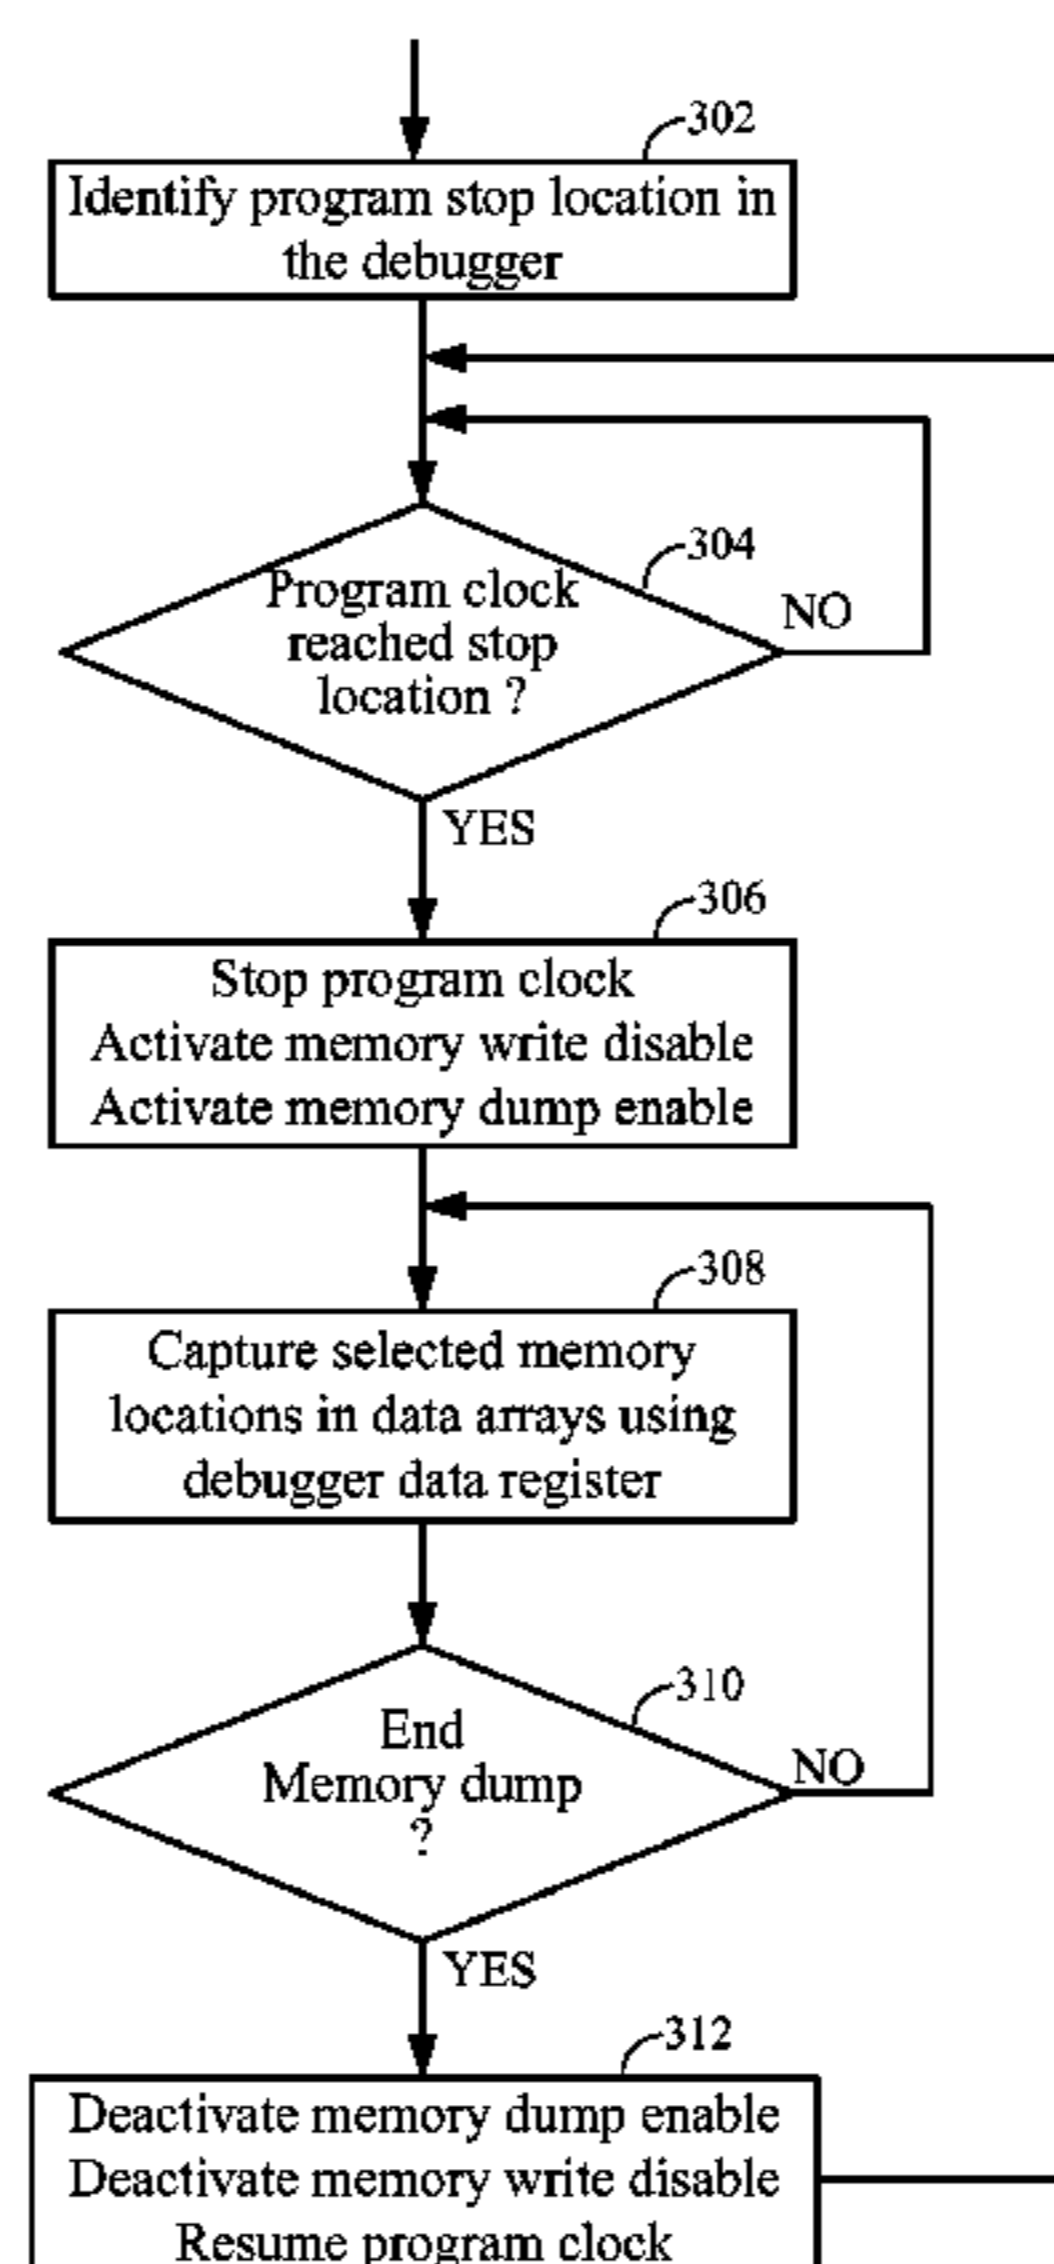 302
Identify program stop location in
the debugger
304
Program clock
reached stop
location ?
NO
YES
306
Stop program clock
Activate memory write disable
Activate memory dump enable
308
Capture selected memory
locations in data arrays using
debugger data register
310
End
Memory dump
?
NO
YES
312
Deactivate memory dump enable
Deactivate memory write disable
Resume program clock